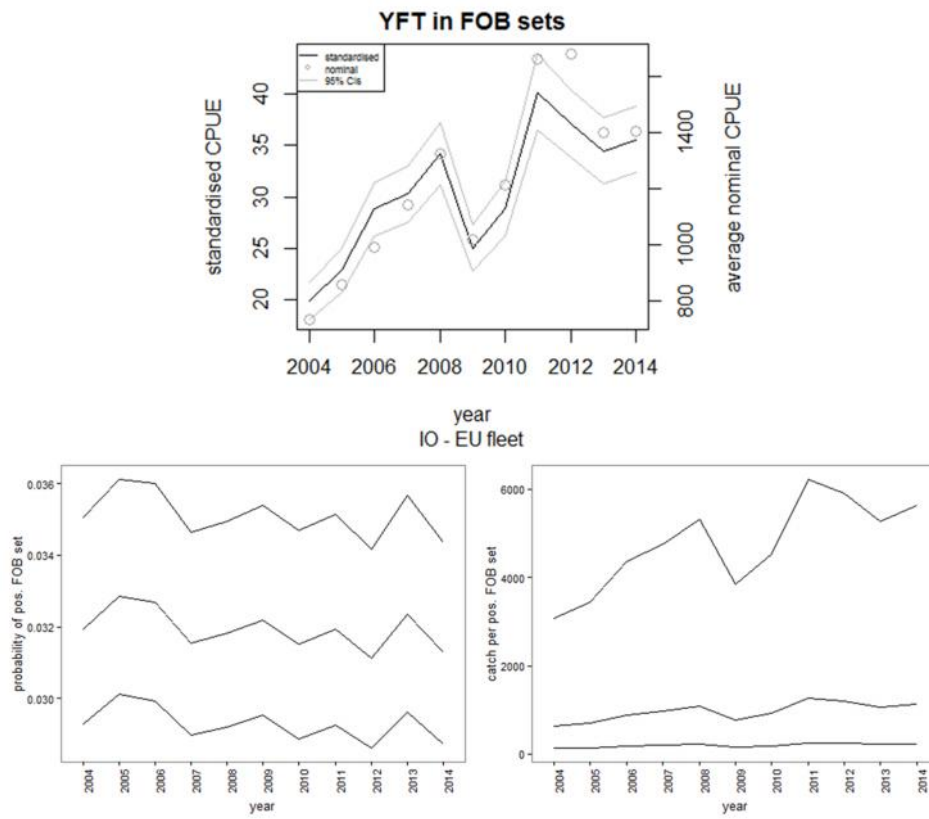 YFT in FOB sets
standardised
nominal
95% CIs
standardised CPUE
20
25
30
35
40
800
1000
1400
average nominal CPUE
2004 2006 2008 2010 2012 2014
year
IO - EU fleet
probability of pos. FOB set
0.036
0.034
0.032
0.030
2004 2005 2006 2007 2008 2009 2010 2011 2012 2013 2014
year
catch per pos. FOB set
6000
4000
2000
0
2004 2005 2006 2007 2008 2009 2010 2011 2012 2013 2014
year